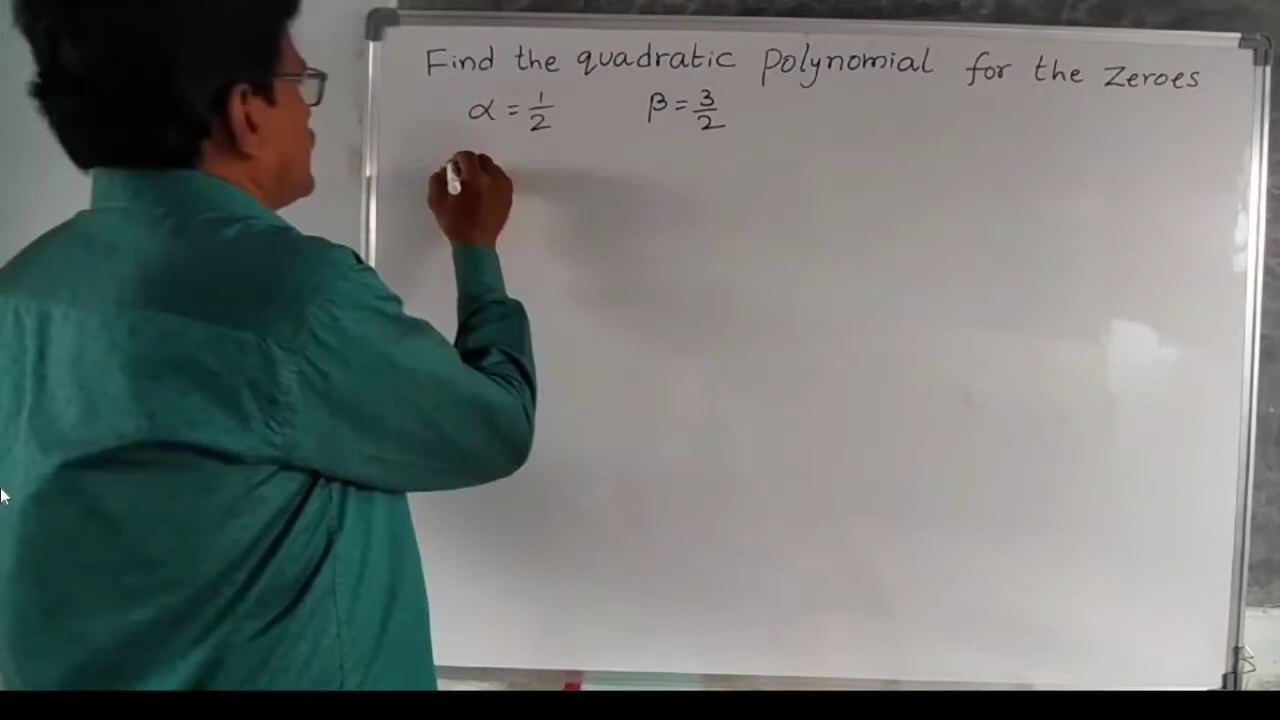 Find the quadratic polynomial for the zeroes
α = 1/2 β = 3/2